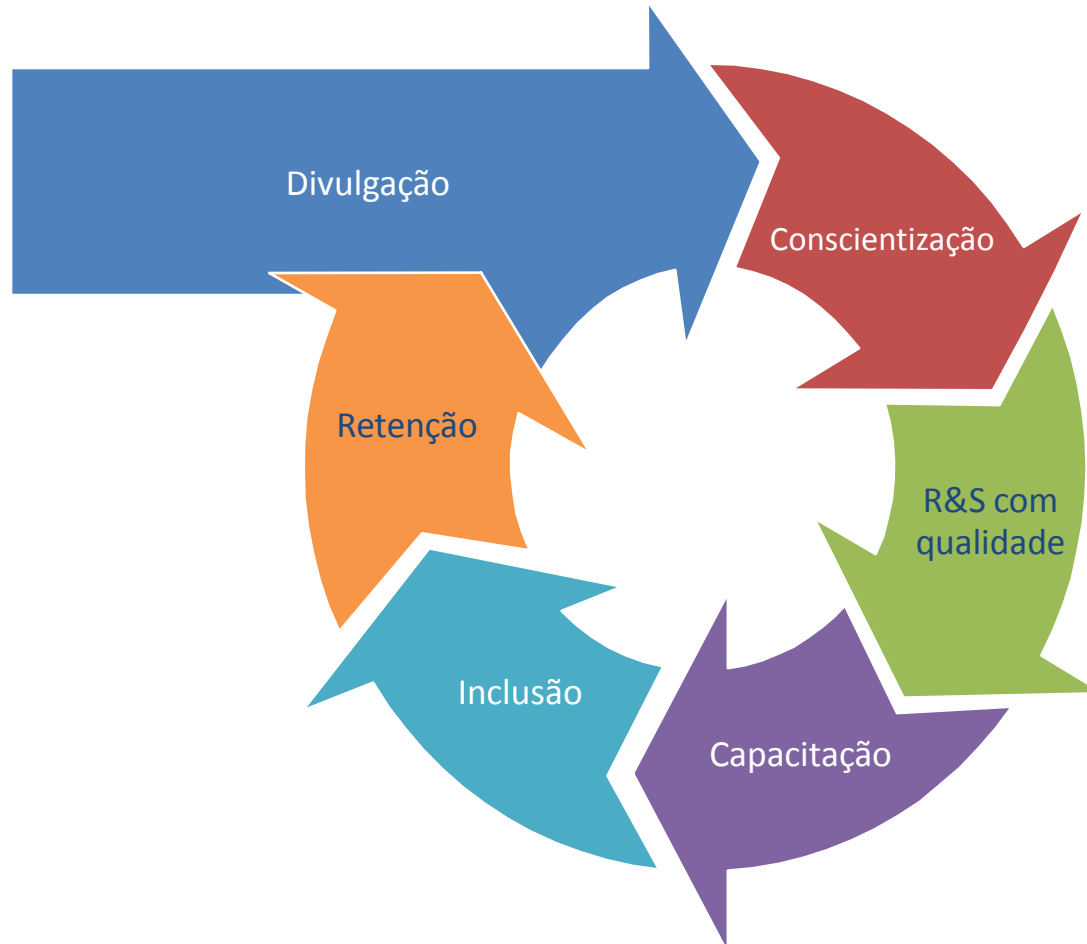 Divulgação
Conscientização
R&S com
qualidade
Capacitação
Inclusão
Retenção